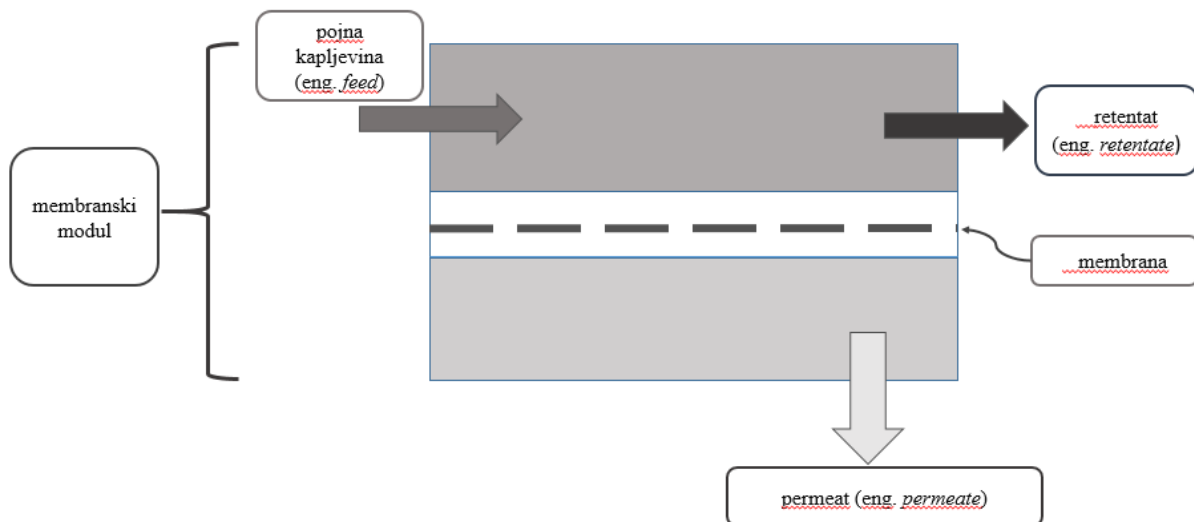 pojna
kapljevina
(eng. feed)
retentat
(eng. retentate)
membranski
modul
membrana
permeat (eng. permeate)